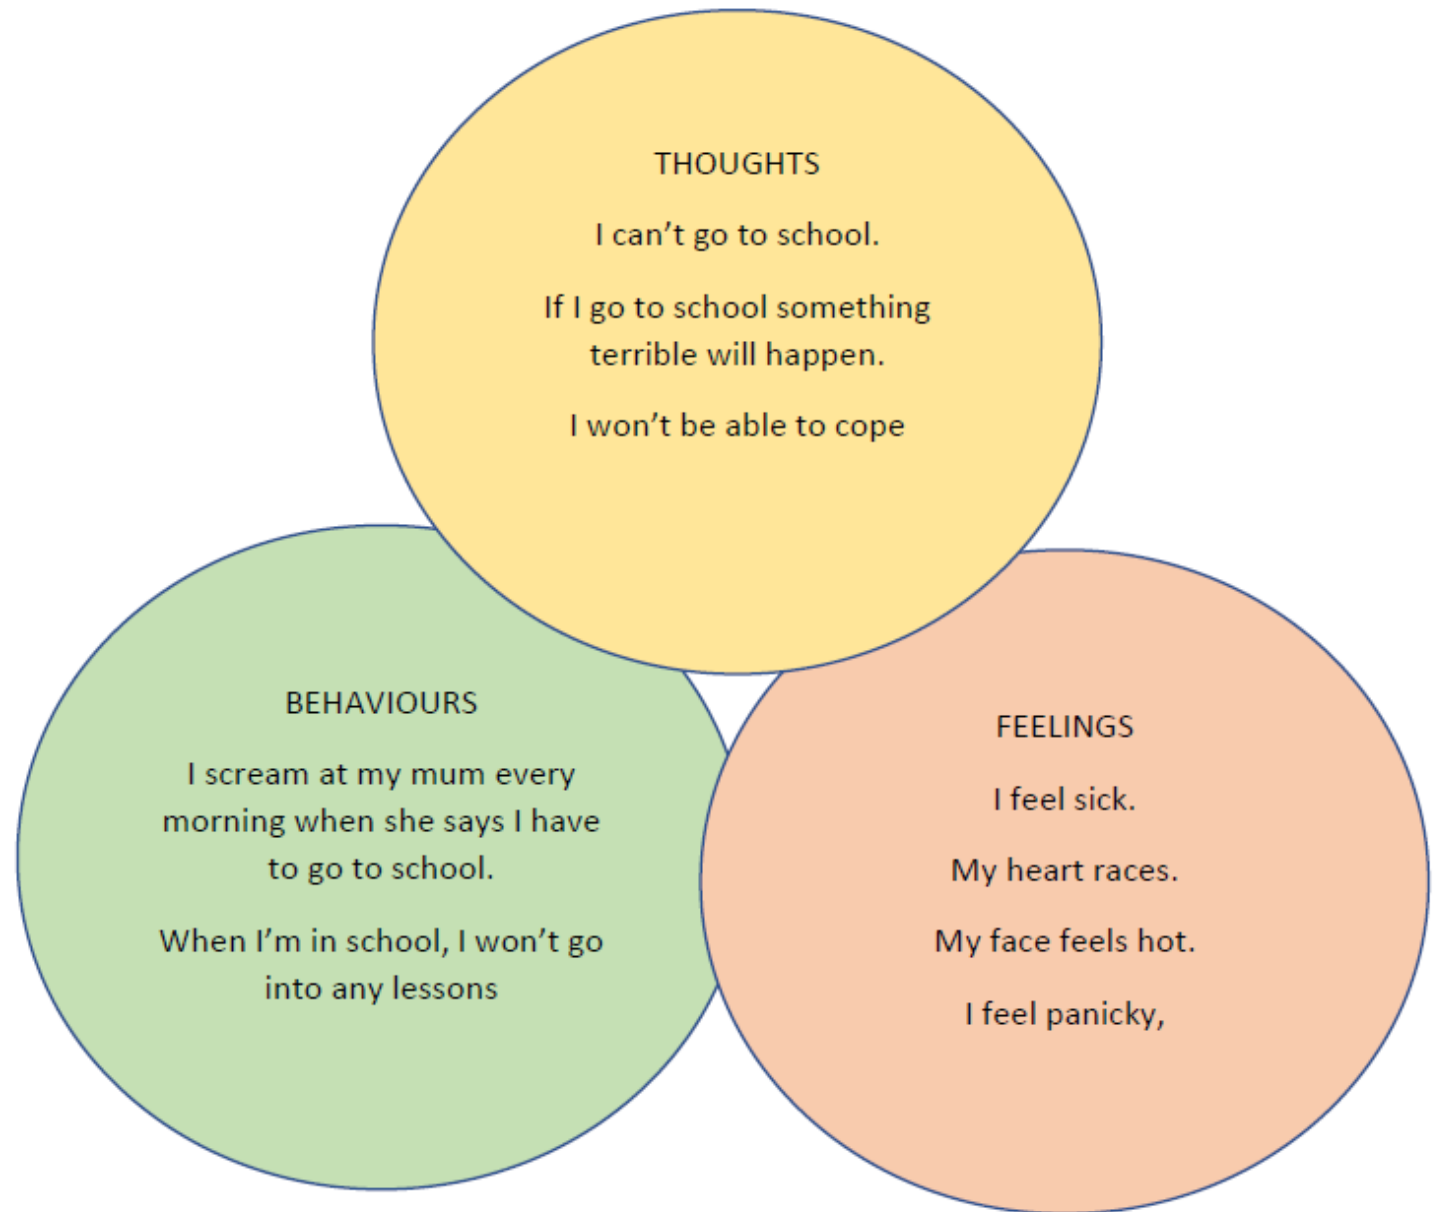 THOUGHTS
I can’t go to school.
If I go to school something
terrible will happen.
I won’t be able to cope
BEHAVIOURS
I scream at my mum every
morning when she says I have
to go to school.
When I’m in school, I won’t go
into any lessons
FEELINGS
I feel sick.
My heart races.
My face feels hot.
I feel panicky,